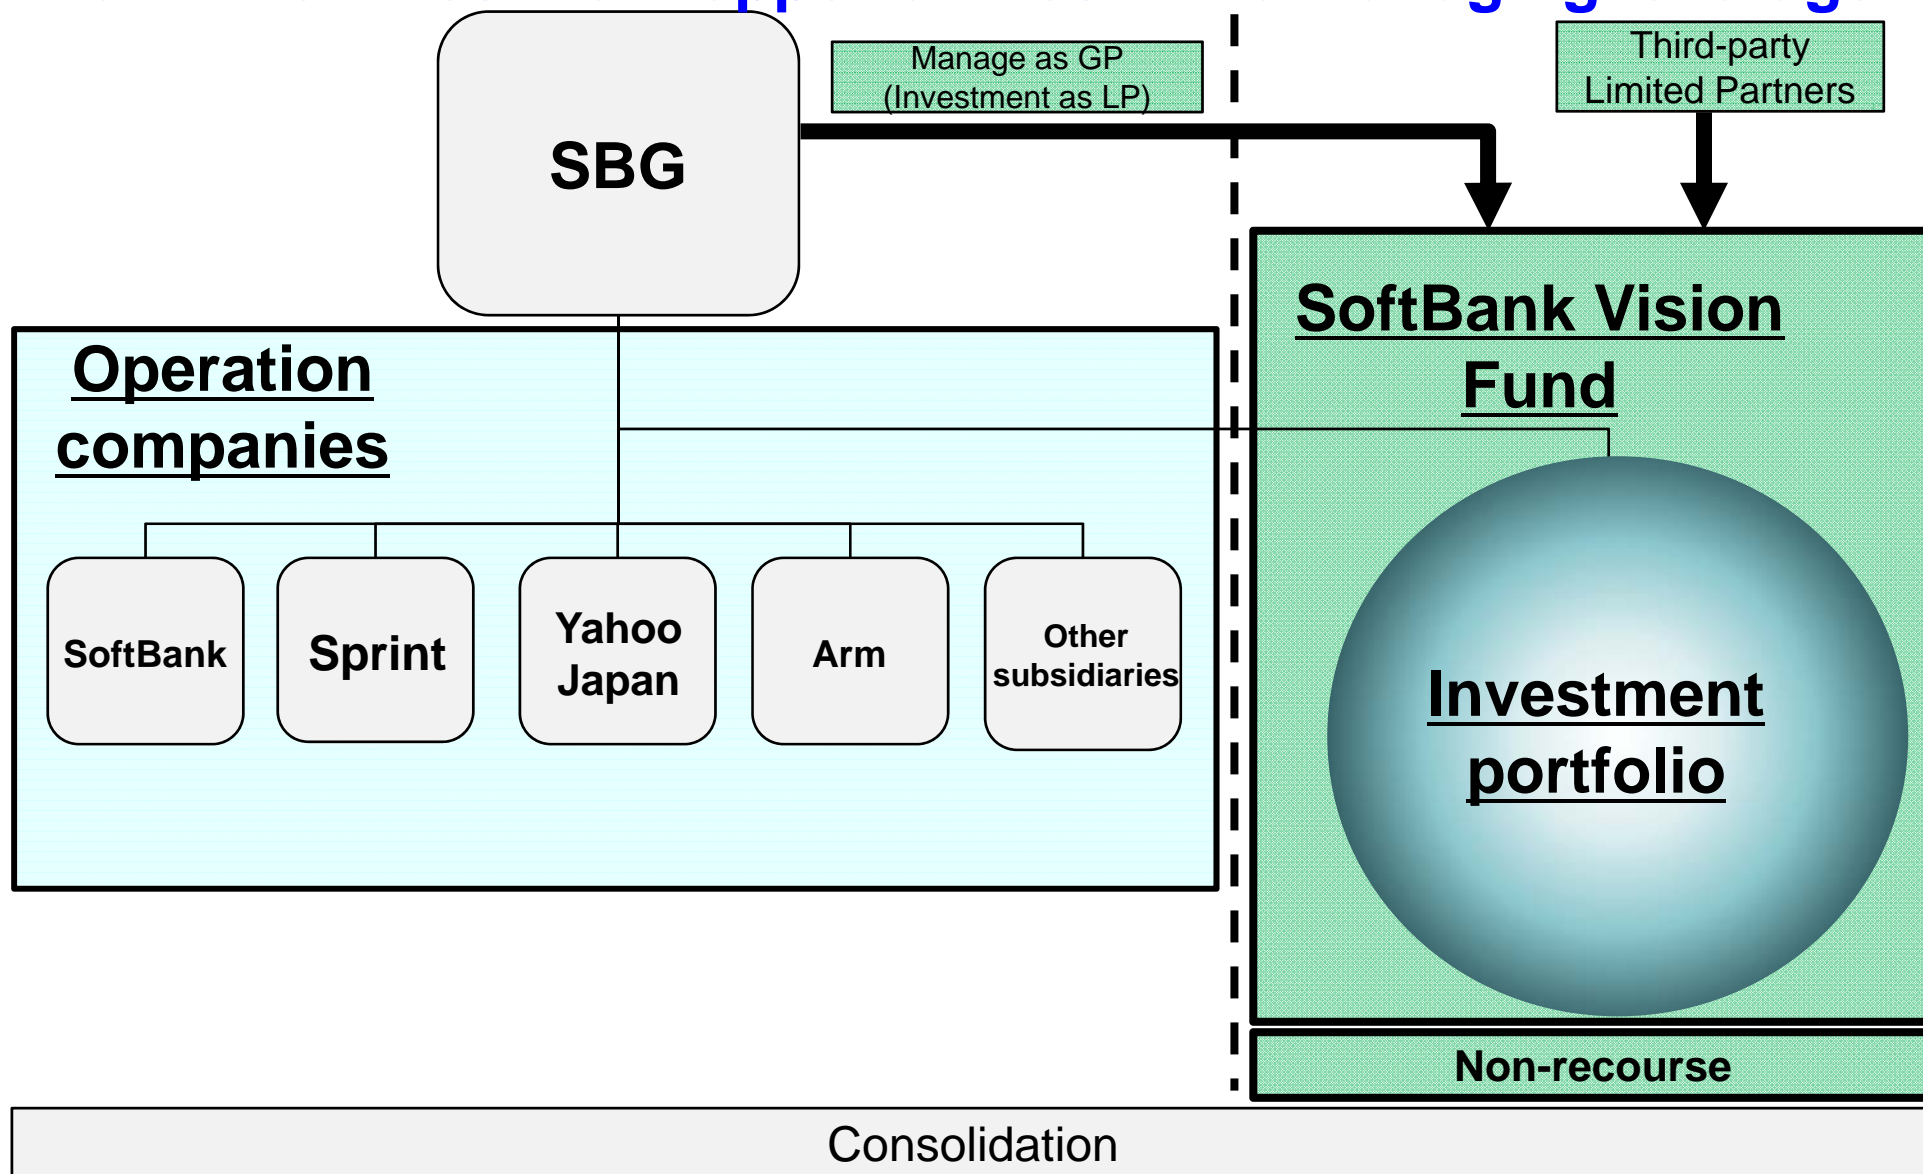 Manage as GP
(Investment as LP)
Third-party
Limited Partners
SBG
SoftBank Vision
Fund
Operation
companies
SoftBank
Sprint
Yahoo
Japan
Arm
Other
subsidiaries
Investment
portfolio
Non-recourse
Consolidation